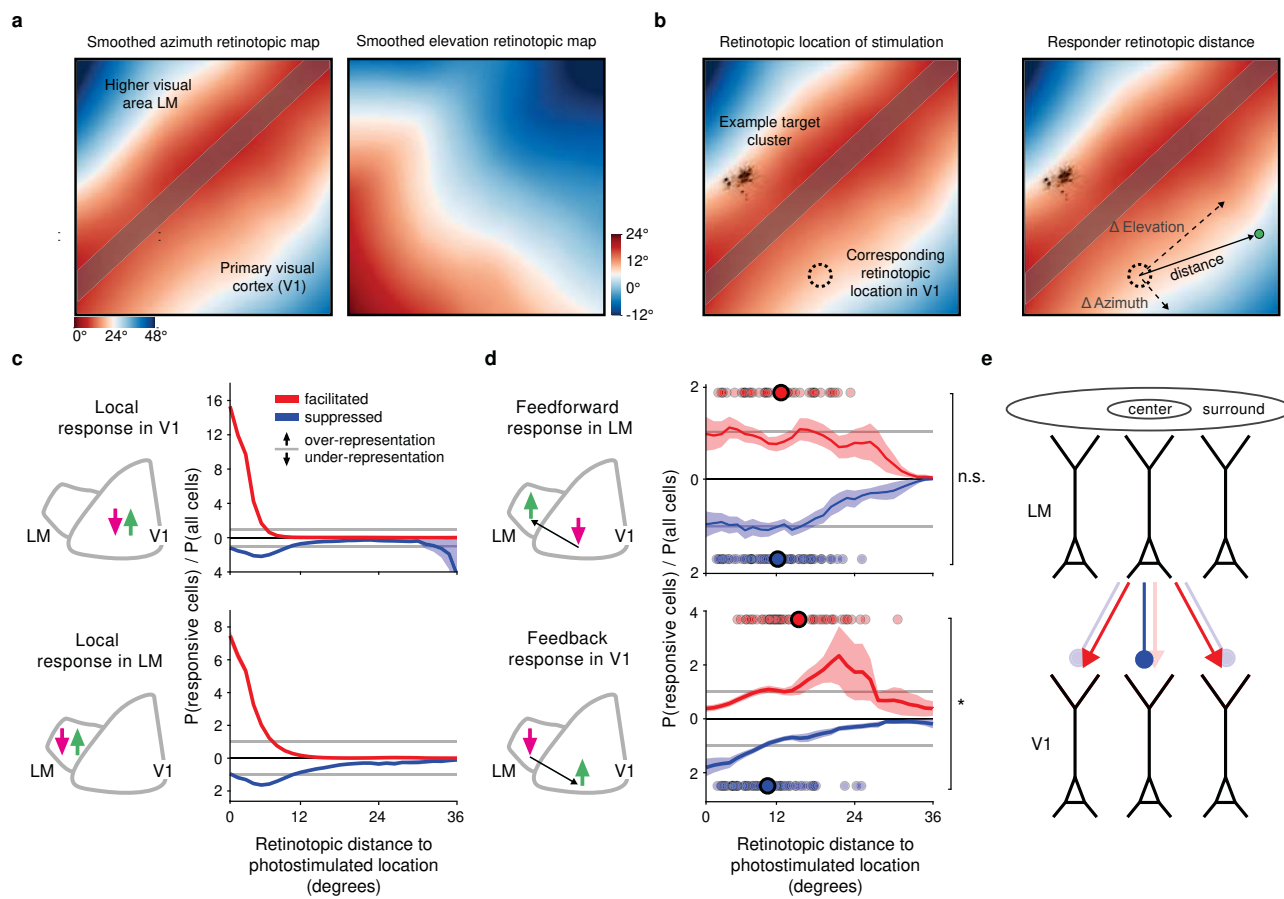 a
Smoothed azimuth retinotopic map
Smoothed elevation retinotopic map
Higher visual
area LM
Primary visual
cortex (V1)
:
:
0° 24° 48°
24°
12°
0°
-12°
b
Retinotopic location of stimulation
Responder retinotopic distance
Example target
cluster
Corresponding
retinotopic
location in V1
Δ Elevation
distance
Δ Azimuth
c
Local
response in V1
LM V1
Local
response in LM
LM V1
P(responsive cells) / P(all cells)
16
12
8
4
0
4
facilitated
suppressed
over-representation
under-representation
8
6
4
2
0
2
0 12 24 36
Retinotopic distance to
photostimulated location
(degrees)
d
Feedforward
response in LM
LM V1
Feedback
response in V1
LM V1
P(responsive cells) / P(all cells)
2
1
0
1
2
n.s.
4
2
0
2
*
0 12 24 36
Retinotopic distance to
photostimulated location
(degrees)
e
center surround
LM
V1